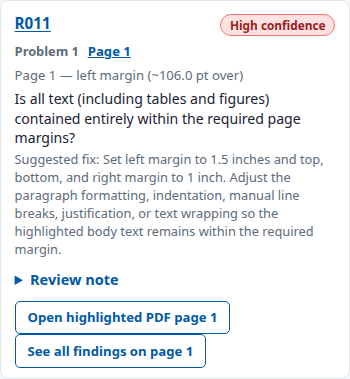 R011
High confidence
Problem 1 Page 1
Page 1 — left margin (~106.0 pt over)
Is all text (including tables and figures)
contained entirely within the required page
margins?
Suggested fix: Set left margin to 1.5 inches and top,
bottom, and right margin to 1 inch. Adjust the
paragraph formatting, indentation, manual line
breaks, justification, or text wrapping so the
highlighted body text remains within the required
margin.
Review note
Open highlighted PDF page 1
See all findings on page 1